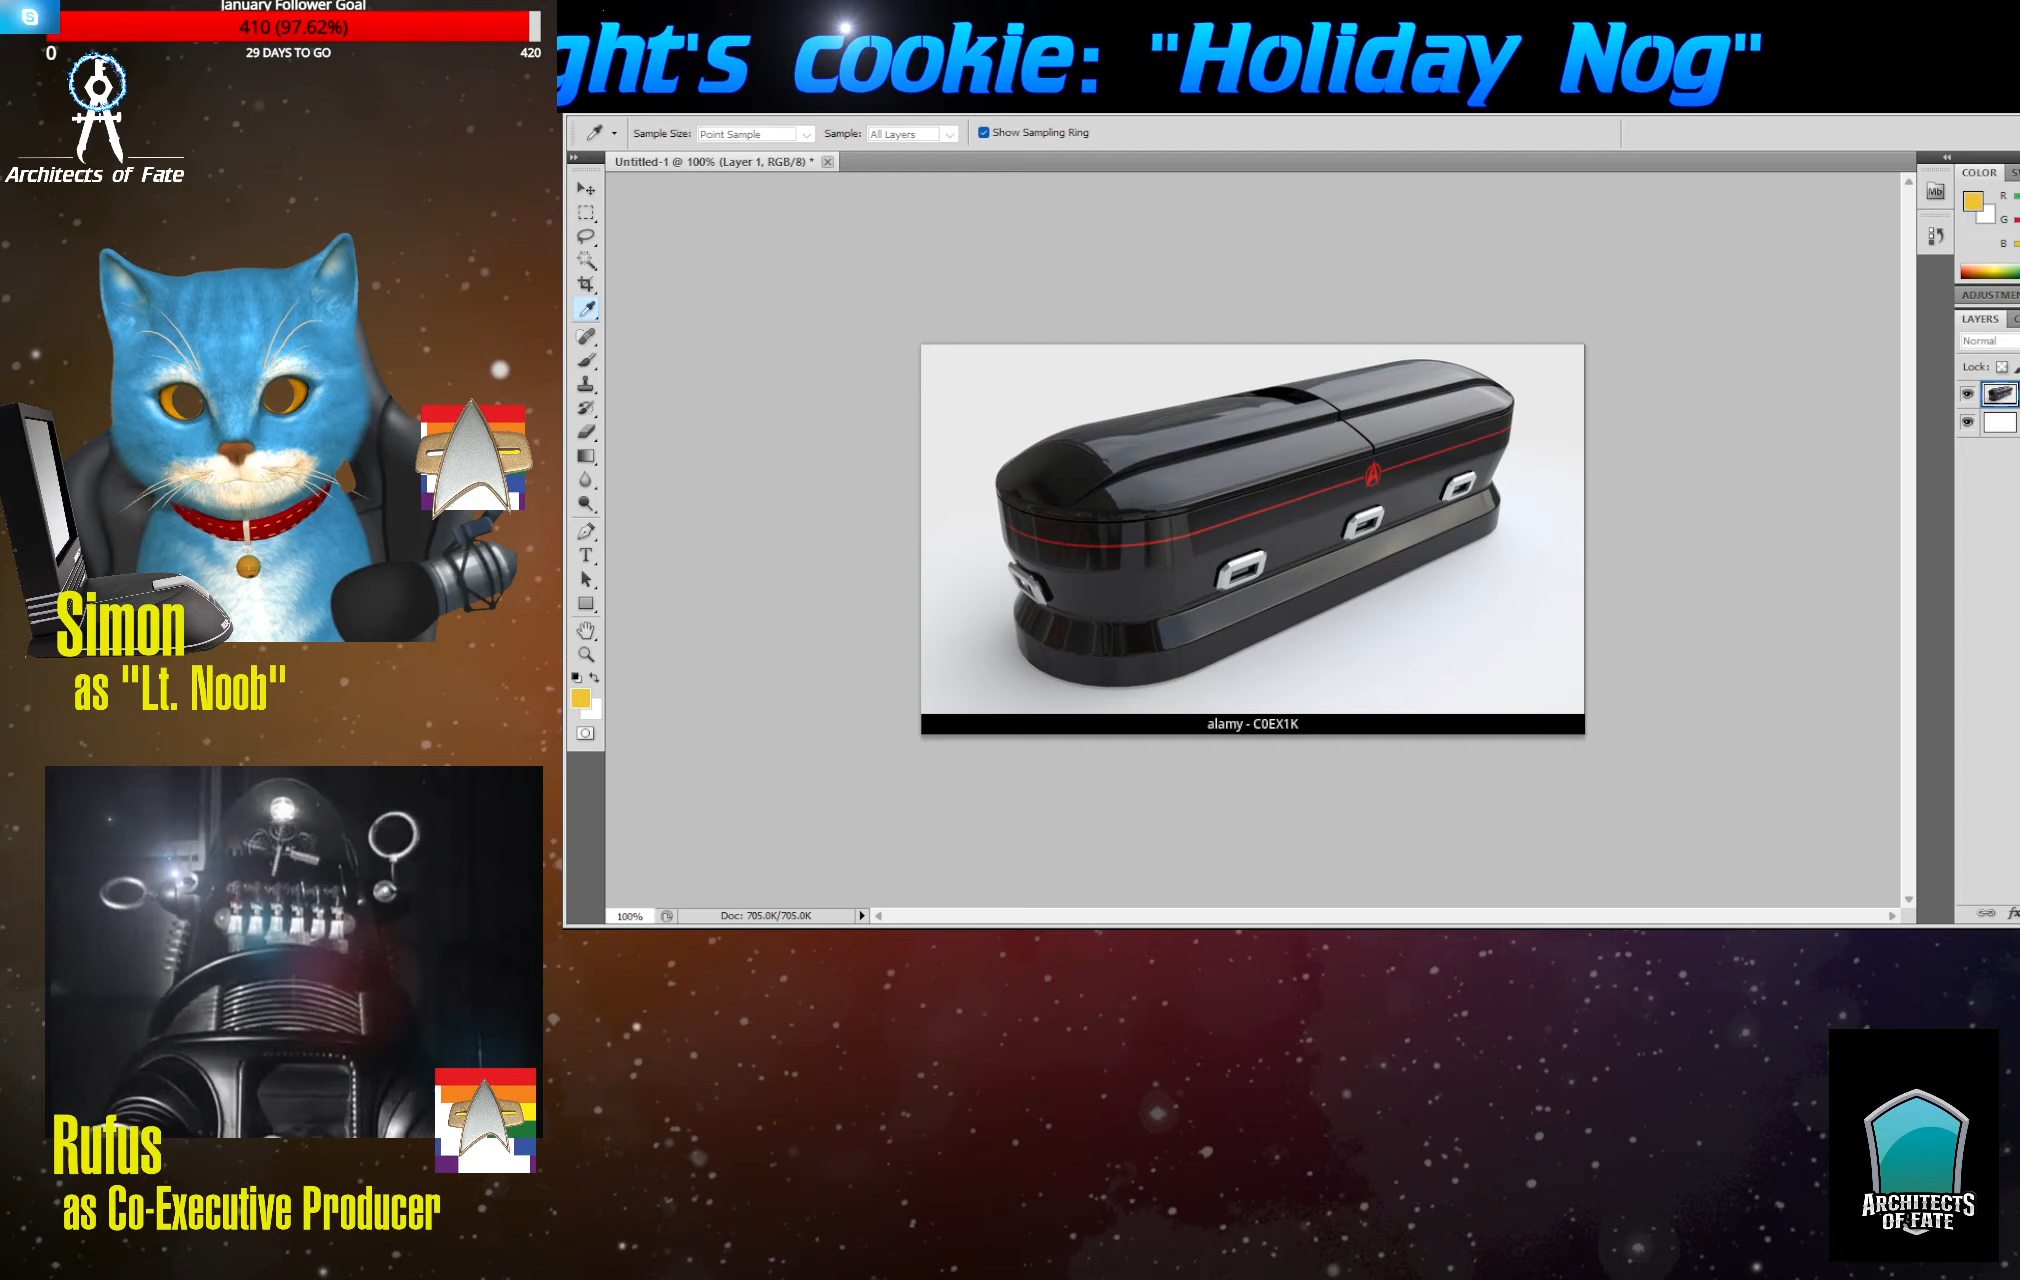 January Follower Goal
410 (97.62%)
0
29 DAYS TO GO
420
Architects of Fate
ght's cookie: "Holiday Nog"
Sample Size: Point Sample
Sample: All Layers
Show Sampling Ring
Untitled-1 @ 100% (Layer 1, RGB/8) *
Mb
COLOR
R
G
B
ADJUSTMEN
LAYERS
Normal
Lock:
T
alamy - C0EX1K
100%
Doc: 705.0K/705.0K
fx
Simon
as "Lt. Noob"
Rufus
as Co-Executive Producer
ARCHITECTS
OF FATE